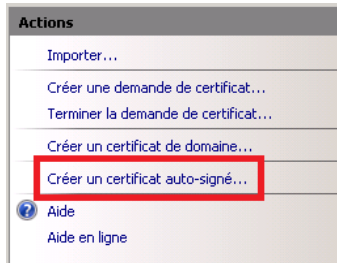 Actions
Importer...
Créer une demande de certificat...
Terminer la demande de certificat...
Créer un certificat de domaine...
Créer un certificat auto-signé...
Aide
Aide en ligne